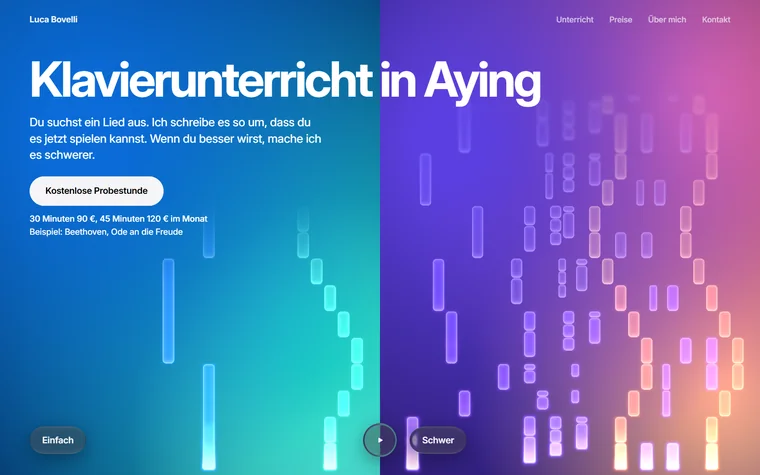 Luca Bovelli
Unterricht Preise Über mich Kontakt
Klavierunterricht in Aying
Du suchst ein Lied aus. Ich schreibe es so um, dass du
es jetzt spielen kannst. Wenn du besser wirst, mache ich
es schwerer.
Kostenlose Probestunde
30 Minuten 90 €, 45 Minuten 120 € im Monat
Beispiel: Beethoven, Ode an die Freude
Einfach
Schwer